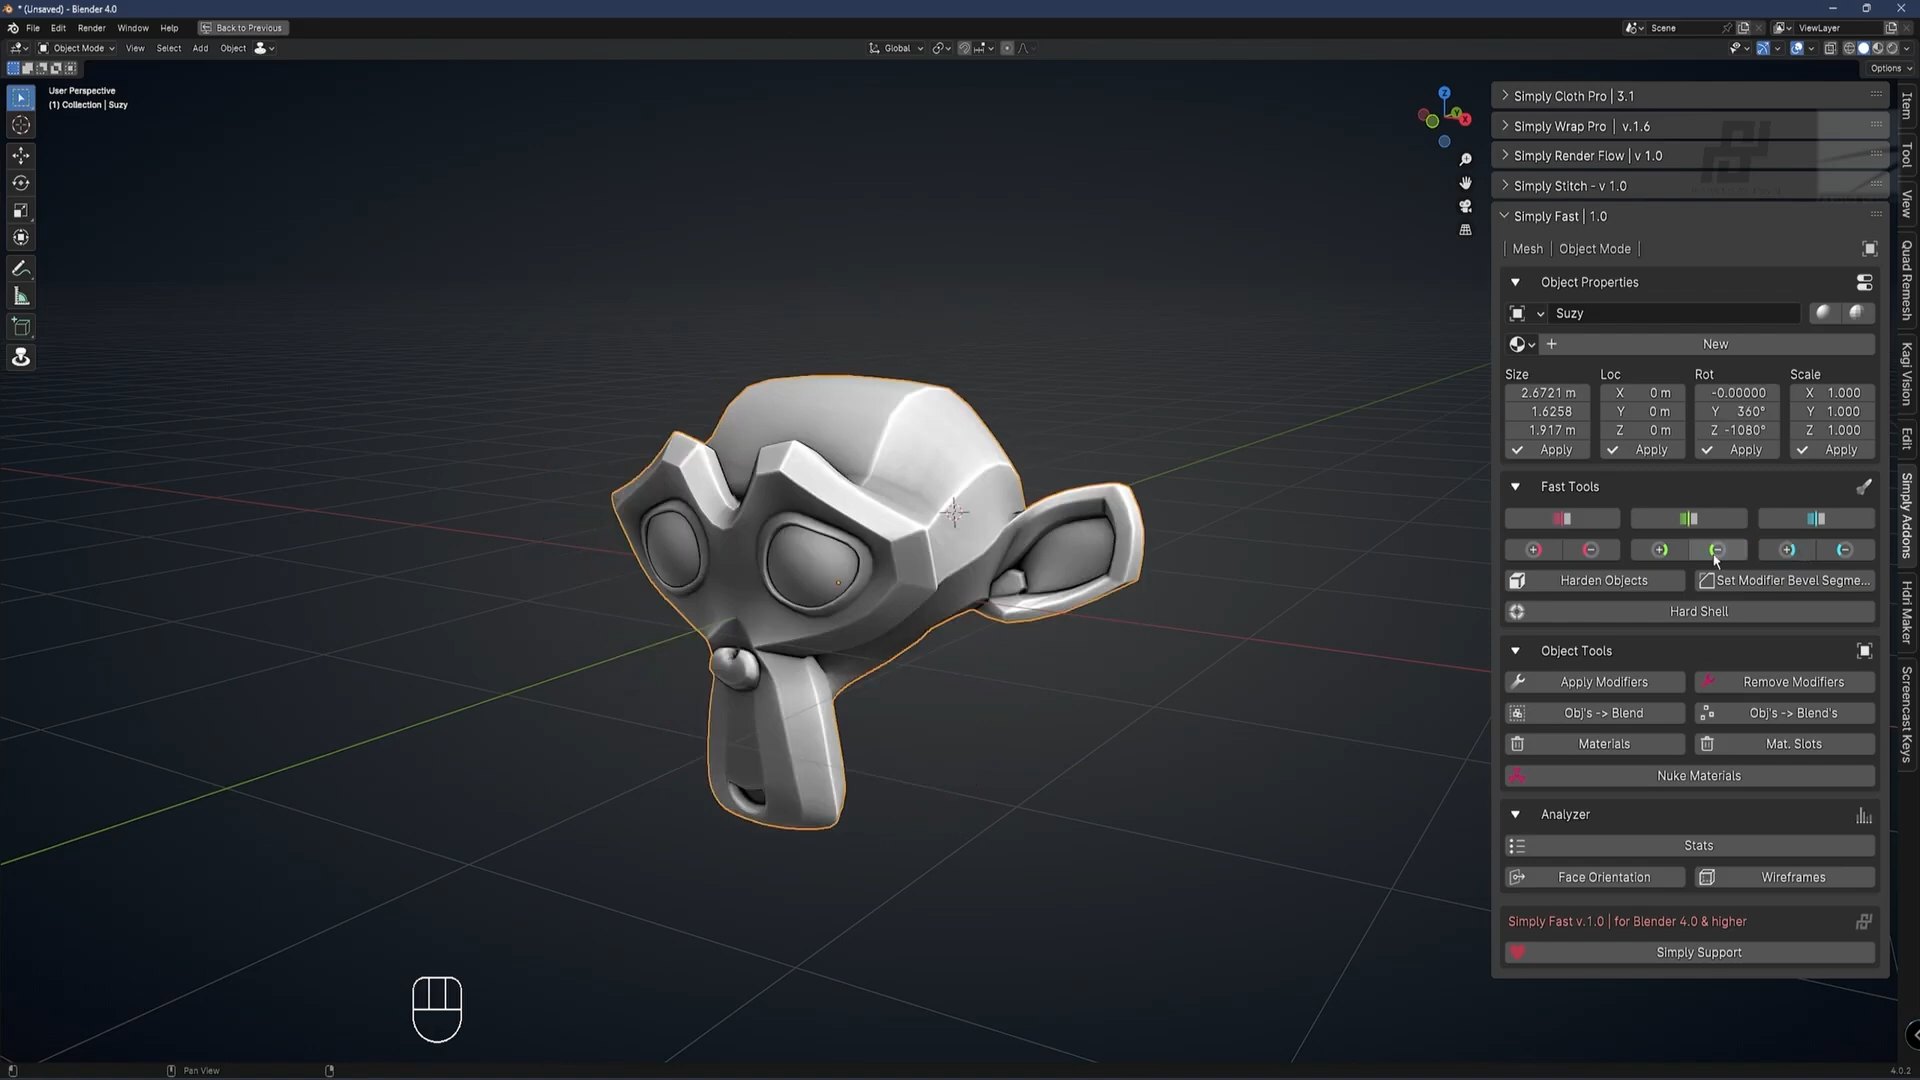 * (Unsaved) - Blender 4.0
File Edit Render Window Help Back to Previous Scene ViewLayer
Object Mode View Select Add Object Global
Options
User Perspective
(1) Collection | Suzy
Z
Y
X
Simply Cloth Pro | 3.1
Simply Wrap Pro | v.1.6
Simply Render Flow | v 1.0
Simply Stitch - v 1.0
Simply Fast | 1.0
| Mesh | Object Mode |
Object Properties
Suzy
New
Size Loc Rot Scale
2.6721 m X 0 m -0.00000 X 1.000
1.6258 Y 0 m Y 360° Y 1.000
1.917 m Z 0 m Z -1080° Z 1.000
Apply Apply Apply Apply
Fast Tools
Harden Objects Set Modifier Bevel Segme...
Hard Shell
Object Tools
Apply Modifiers Remove Modifiers
Obj's -> Blend Obj's -> Blend's
Materials Mat. Slots
Nuke Materials
Analyzer
Stats
Face Orientation Wireframes
Simply Fast v.1.0 | for Blender 4.0 & higher
Simply Support
Item
Tool
View
Quad Remesh
Kagi Vision
Edit
Simply Addons
Hdri Maker
Screencast Keys
Pan View
4.0.2